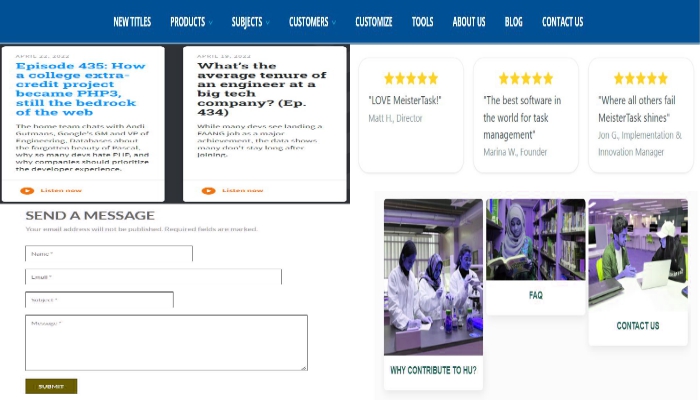 NEW TITLES PRODUCTS SUBJECTS CUSTOMERS CUSTOMIZE TOOLS ABOUT US BLOG CONTACT US
APRIL 22, 2022
Episode 435: How
a college extra-
credit project
became PHP3,
still the bedrock
of the web
The home team chats with Andi
Gutmans, Google's GM and VP of
Engineering, Databases about
the forgotten beauty of Pascal,
why so many devs hate PHP, and
why companies should prioritize
the developer experience.
Listen now
APRIL 19, 2022
What's the
average tenure of
an engineer at a
big tech
company? (Ep.
434)
While many devs see landing a
FAANG job as a major
achievement, the data shows
many don't stay long after
joining.
Listen now
"LOVE MeisterTask!"
Matt H., Director
"The best software in
the world for task
management"
Marina W., Founder
"Where all others fail
MeisterTask shines"
Jon G., Implementation &
Innovation Manager
SEND A MESSAGE
Your email address will not be published. Required fields are marked.
Name *
Email *
Subject *
Message *
SUBMIT
WHY CONTRIBUTE TO HU?
FAQ
CONTACT US